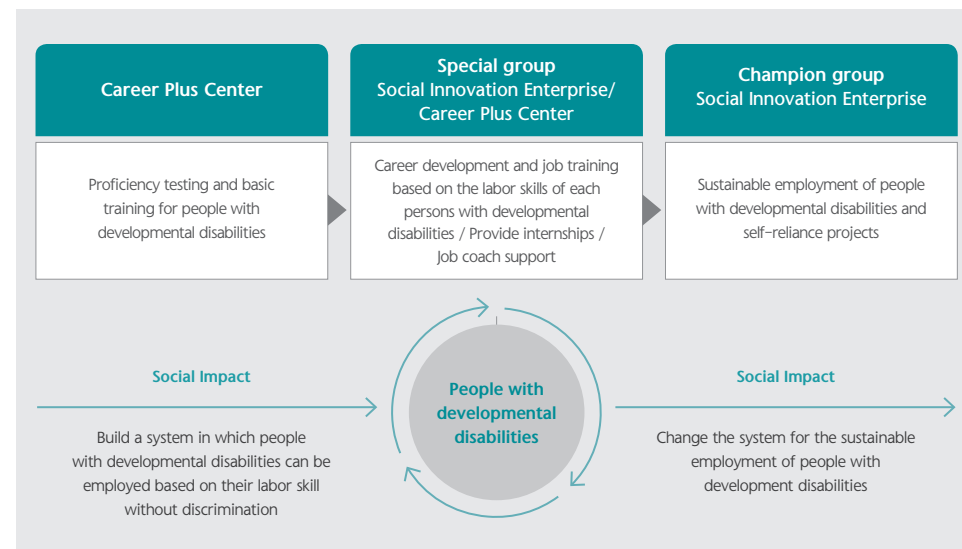 Career Plus Center
Special group
Social Innovation Enterprise/
Career Plus Center
Champion group
Social Innovation Enterprise
Proficiency testing and basic
training for people with
developmental disabilities
Career development and job training
based on the labor skills of each
persons with developmental
disabilities / Provide internships /
Job coach support
Sustainable employment of people
with developmental disabilities and
self-reliance projects
Social Impact
Build a system in which people
with developmental disabilities can be
employed based on their labor skill
without discrimination
People with
developmental
disabilities
Social Impact
Change the system for the sustainable
employment of people with
development disabilities